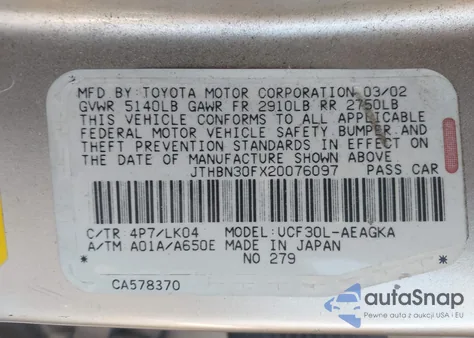 MFD BY: TOYOTA MOTOR CORPORATION 03/02
GVWR 5140LB GAWR FR 2910LB RR 2750LB
THIS VEHICLE CONFORMS TO ALL APPLICABLE
FEDERAL MOTOR VEHICLE SAFETY, BUMPER AND
THEFT PREVENTION STANDARDS IN EFFECT ON
THE DATE OF MANUFACTURE SHOWN ABOVE
JTHBN30FX20076097 PASS CAR
C/TR 4P7/LK04 MODEL:UCF30L-AEAGKA
A/TM A01A/A650E MADE IN JAPAN
NO 279
CA578370
autoSnap
Pewne auta z USA i EU